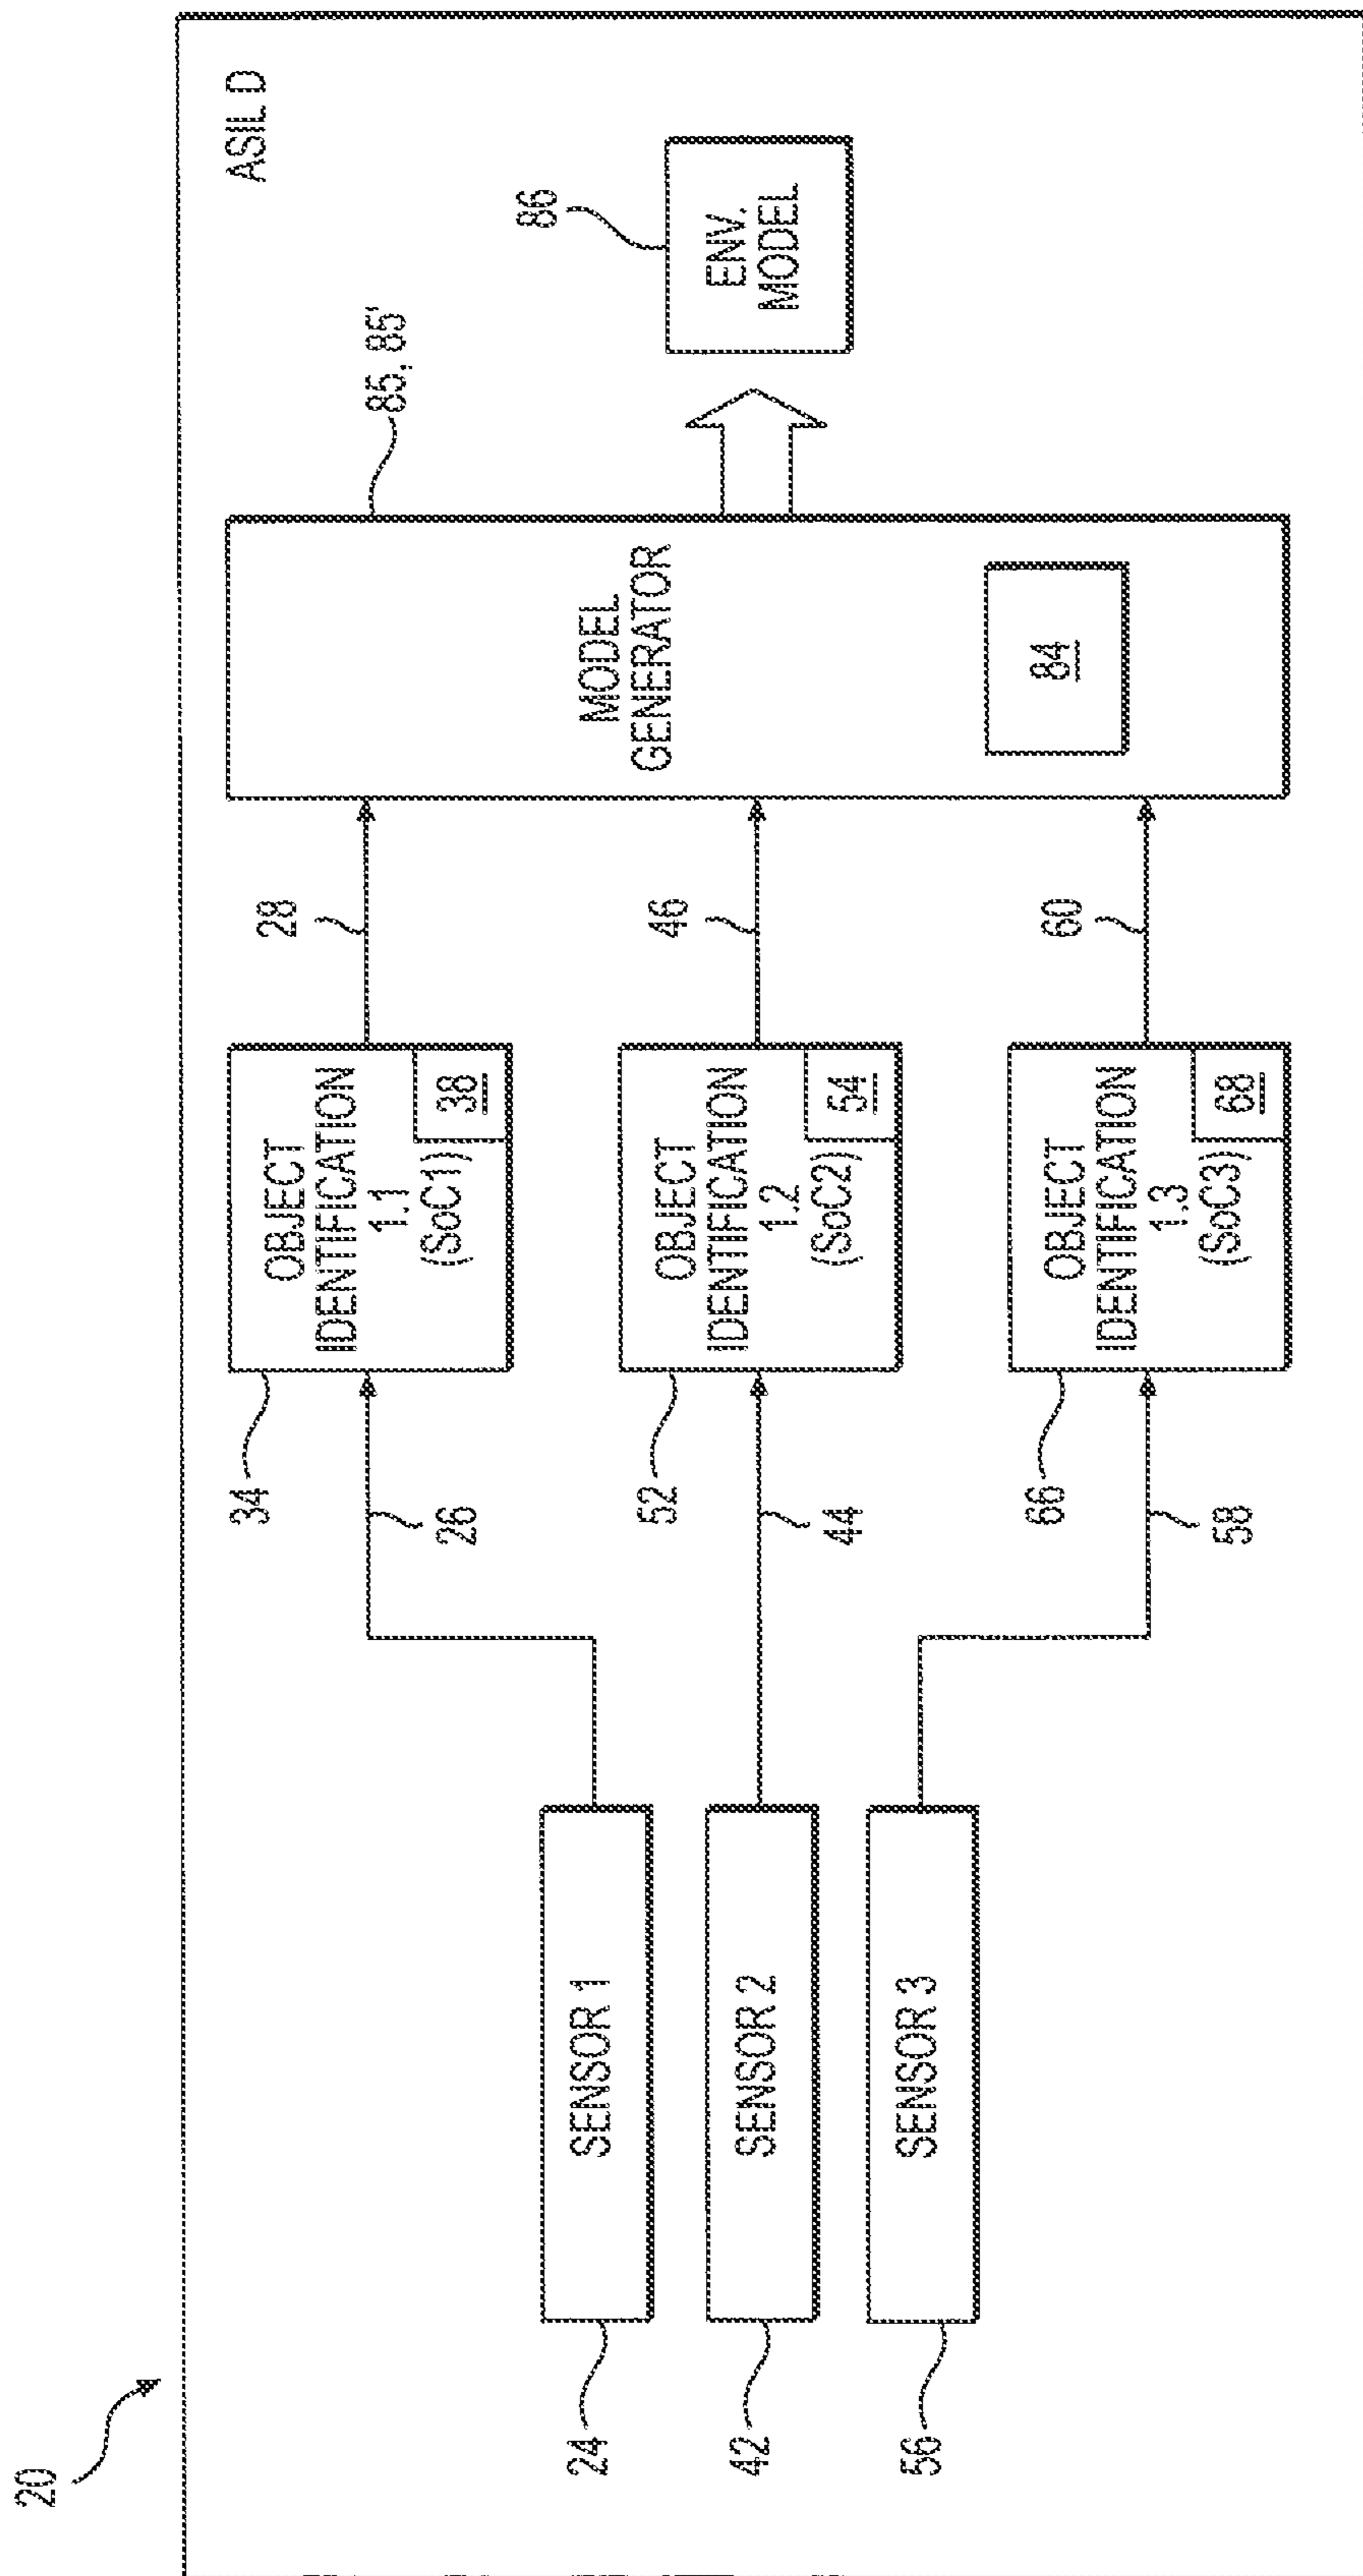 20
ASIL D
SENSOR 1
24
SENSOR 2
42
SENSOR 3
56
26
44
58
34
OBJECT
IDENTIFICATION
1.1
(SoC1)
38
52
OBJECT
IDENTIFICATION
1.2
(SoC2)
54
66
OBJECT
IDENTIFICATION
1.3
(SoC3)
68
28
46
60
85, 85'
MODEL
GENERATOR
84
86
ENV.
MODEL